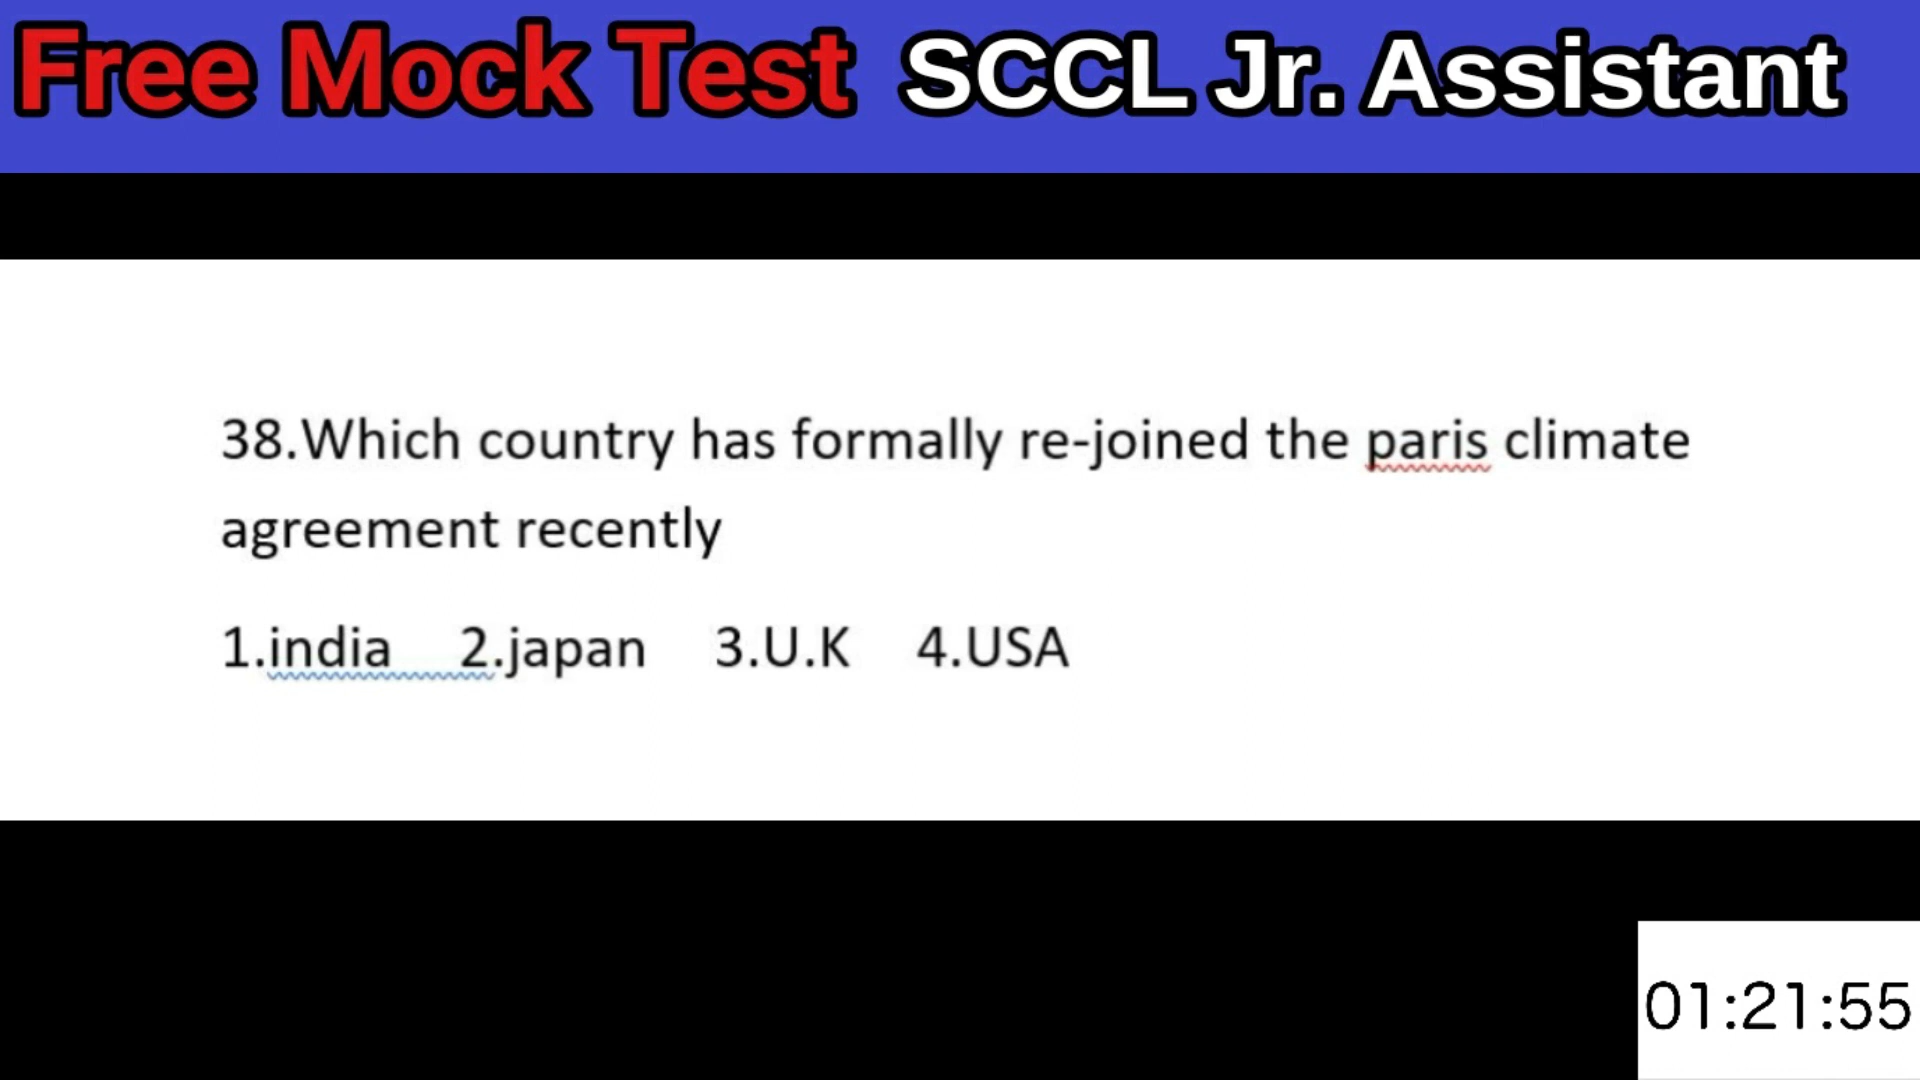 Free Mock Test SCCL Jr. Assistant
38.Which country has formally re-joined the paris climate
agreement recently
1.india 2.japan 3.U.K 4.USA
01:21:55